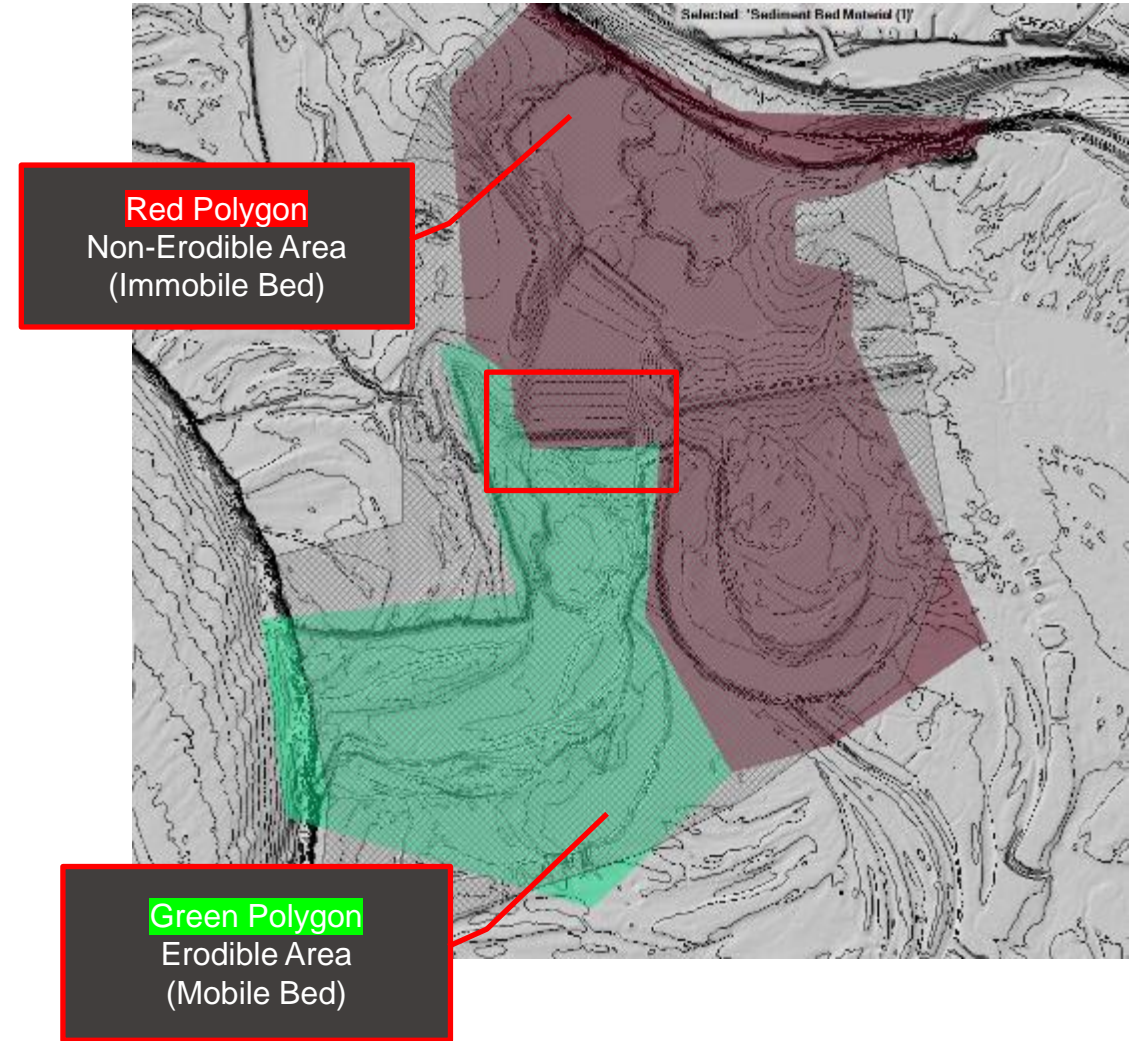 Selected: 'Sediment Bed Material (1)'
Red Polygon
Non-Erodible Area
(Immobile Bed)
Green Polygon
Erodible Area
(Mobile Bed)